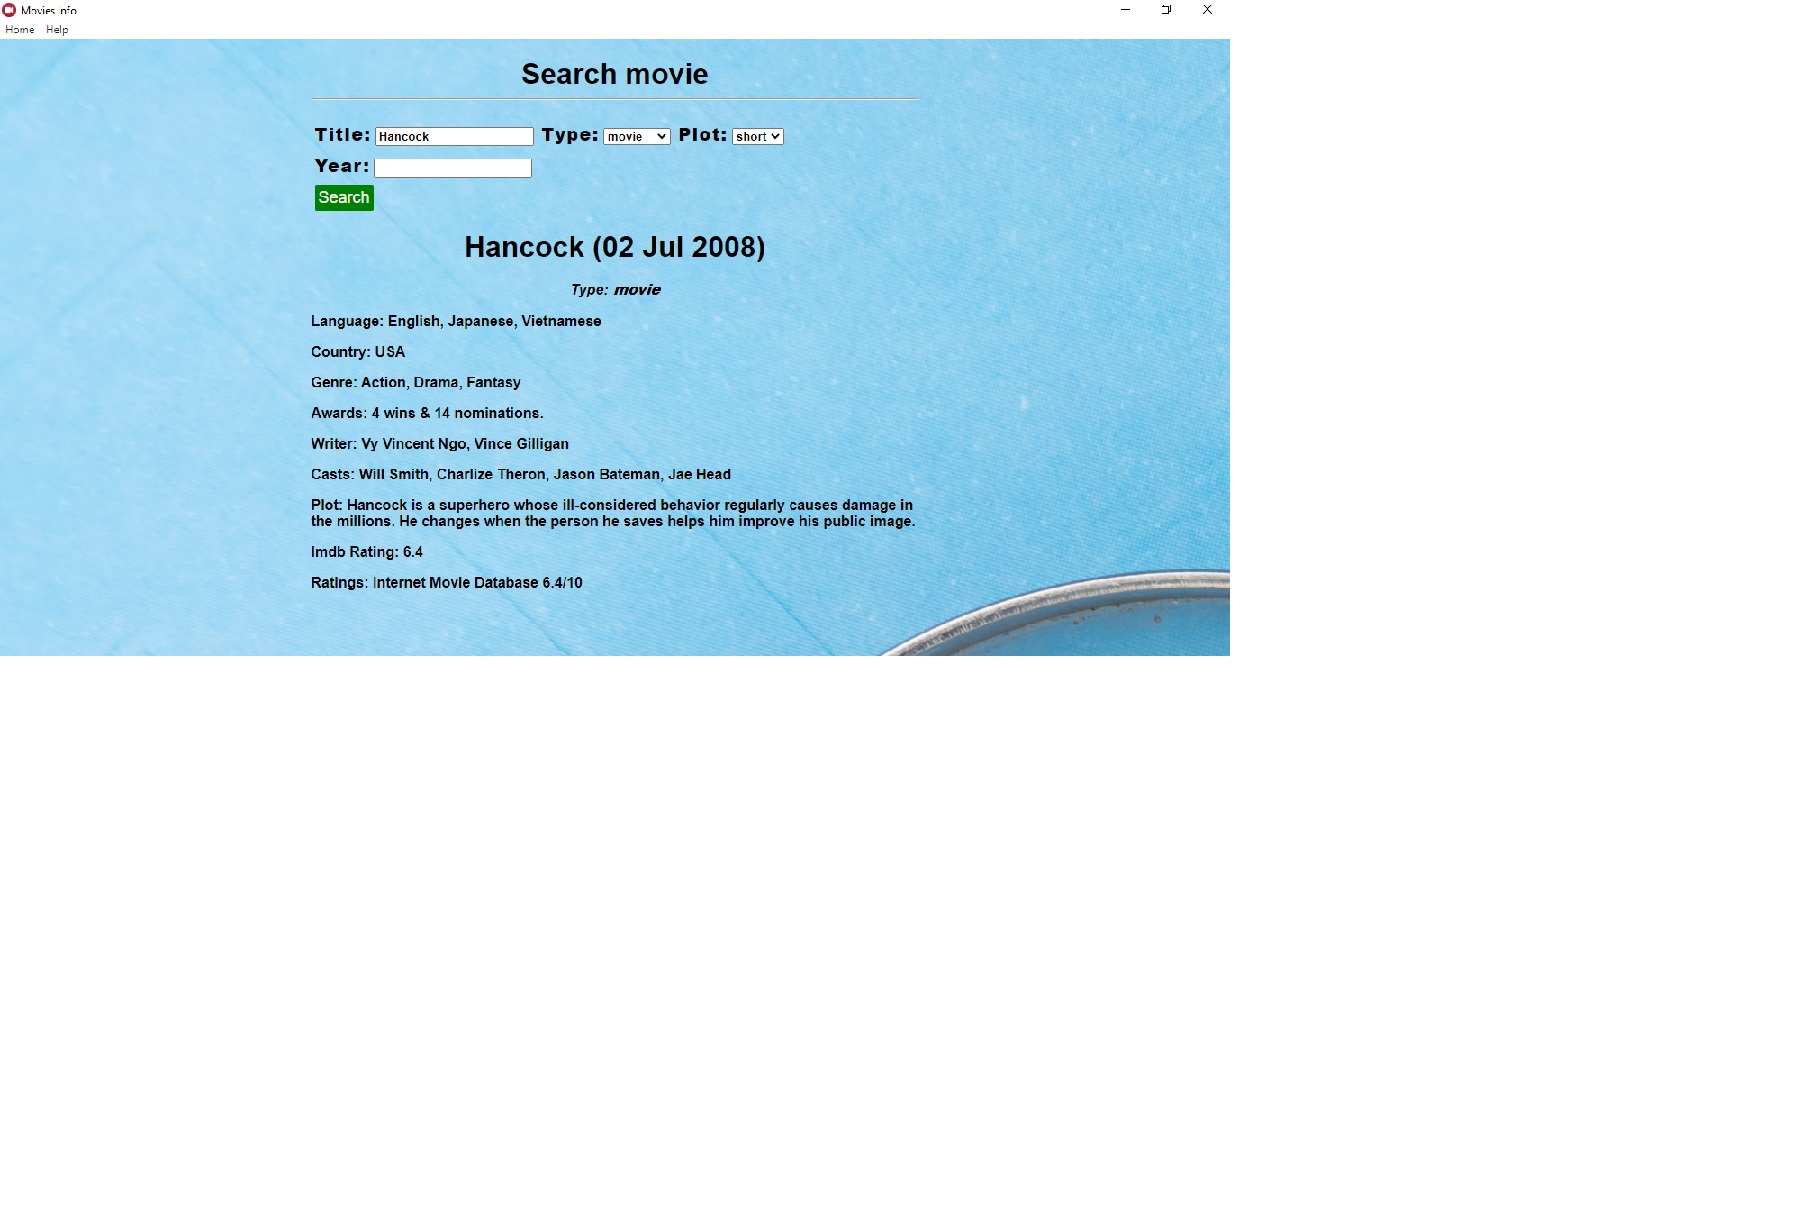 Movies Info
Home Help
Search movie
Title: Hancock Type: movie Plot: short
Year:
Search
Hancock (02 Jul 2008)
Type: movie
Language: English, Japanese, Vietnamese
Country: USA
Genre: Action, Drama, Fantasy
Awards: 4 wins & 14 nominations.
Writer: Vy Vincent Ngo, Vince Gilligan
Casts: Will Smith, Charlize Theron, Jason Bateman, Jae Head
Plot: Hancock is a superhero whose ill-considered behavior regularly causes damage in
the millions. He changes when the person he saves helps him improve his public image.
Imdb Rating: 6.4
Ratings: Internet Movie Database 6.4/10